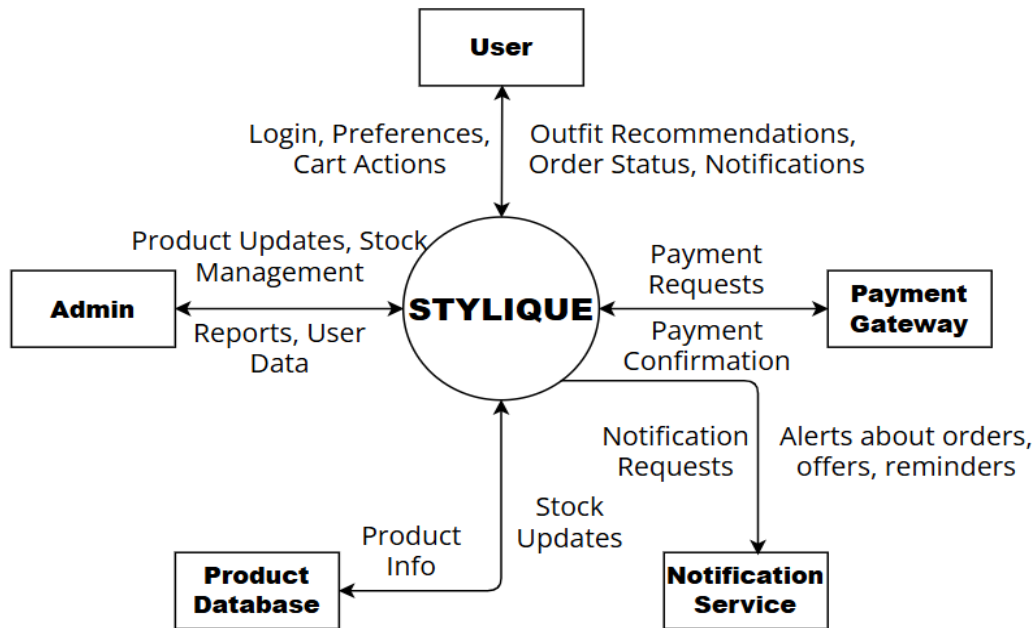 User
Login, Preferences,
Cart Actions
Outfit Recommendations,
Order Status, Notifications
Product Updates, Stock
Management
Admin
Reports, User
Data
STYLIQUE
Payment
Requests
Payment
Confirmation
Payment
Gateway
Notification
Requests
Alerts about orders,
offers, reminders
Stock
Updates
Product
Info
Product
Database
Notification
Service